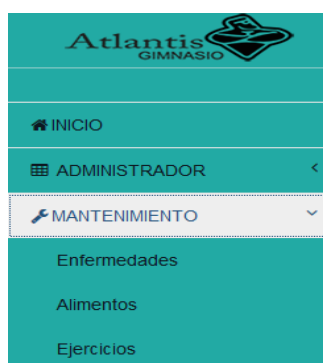 Atlantis
GIMNASIO
INICIO
ADMINISTRADOR
MANTENIMIENTO
Enfermedades
Alimentos
Ejercicios